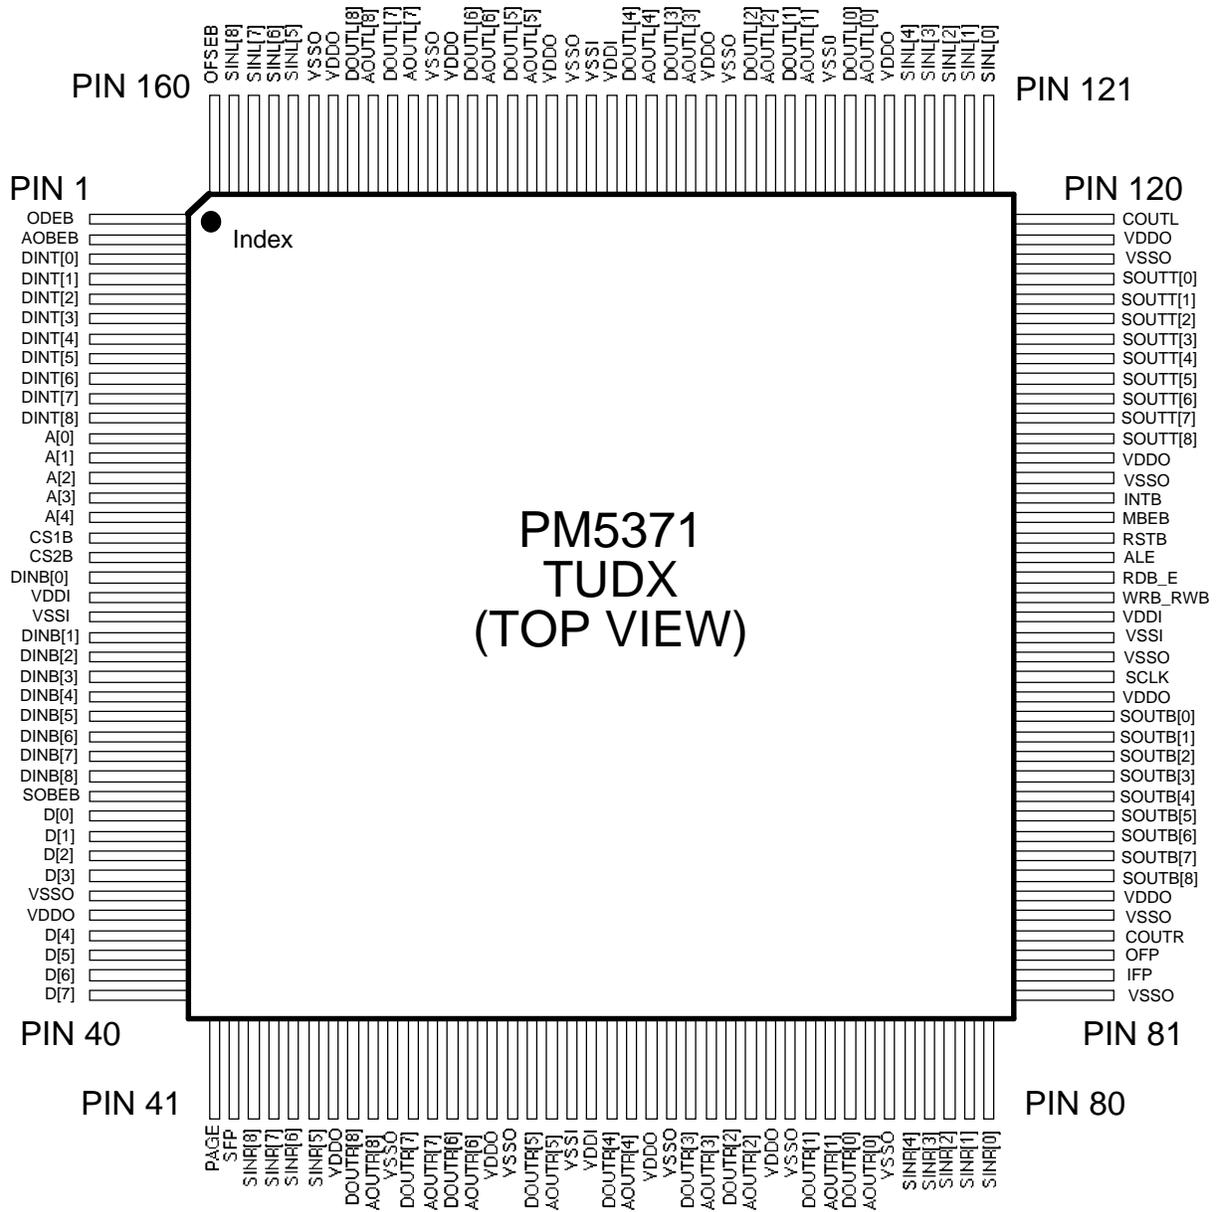 OFSEB
SINL[8]
SINL[7]
SINL[6]
SINL[5]
VSSO
VDDO
DOUTL[8]
AOUTL[8]
DOUTL[7]
AOUTL[7]
VSSO
VDDO
DOUTL[6]
AOUTL[6]
DOUTL[5]
AOUTL[5]
VDDO
VSSO
VSSI
VDDI
DOUTL[4]
AOUTL[4]
DOUTL[3]
AOUTL[3]
VDDO
VSSO
DOUTL[2]
AOUTL[2]
DOUTL[1]
AOUTL[1]
VSSO
DOUTL[0]
AOUTL[0]
VDDO
SINL[4]
SINL[3]
SINL[2]
SINL[1]
SINL[0]
PIN 160
PIN 121
PIN 1
PIN 120
ODEB
AOBEB
DINT[0]
DINT[1]
DINT[2]
DINT[3]
DINT[4]
DINT[5]
DINT[6]
DINT[7]
DINT[8]
A[0]
A[1]
A[2]
A[3]
A[4]
CS1B
CS2B
DINB[0]
VDDI
VSSI
DINB[1]
DINB[2]
DINB[3]
DINB[4]
DINB[5]
DINB[6]
DINB[7]
DINB[8]
SOBEB
D[0]
D[1]
D[2]
D[3]
VSSO
VDDO
D[4]
D[5]
D[6]
D[7]
Index
PM5371
TUDX
(TOP VIEW)
COUTL
VDDO
VSSO
SOUTT[0]
SOUTT[1]
SOUTT[2]
SOUTT[3]
SOUTT[4]
SOUTT[5]
SOUTT[6]
SOUTT[7]
SOUTT[8]
VDDO
VSSO
INTB
MBEB
RSTB
ALE
RDB_E
WRB_RWB
VDDI
VSSI
VSSO
SCLK
VDDO
SOUTB[0]
SOUTB[1]
SOUTB[2]
SOUTB[3]
SOUTB[4]
SOUTB[5]
SOUTB[6]
SOUTB[7]
SOUTB[8]
VDDO
VSSO
COUTR
OFP
IFP
VSSO
PIN 40
PIN 81
PIN 41
PIN 80
PAGE
SFP
SINR[8]
SINR[7]
SINR[6]
SINR[5]
VDDO
DOUTR[8]
AOUTR[8]
VSSO
DOUTR[7]
AOUTR[7]
DOUTR[6]
AOUTR[6]
VDDO
VSSO
DOUTR[5]
AOUTR[5]
VSSI
VDDI
DOUTR[4]
AOUTR[4]
VDDO
VSSO
DOUTR[3]
AOUTR[3]
DOUTR[2]
AOUTR[2]
VDDO
VSSO
DOUTR[1]
AOUTR[1]
DOUTR[0]
AOUTR[0]
VSSO
SINR[4]
SINR[3]
SINR[2]
SINR[1]
SINR[0]